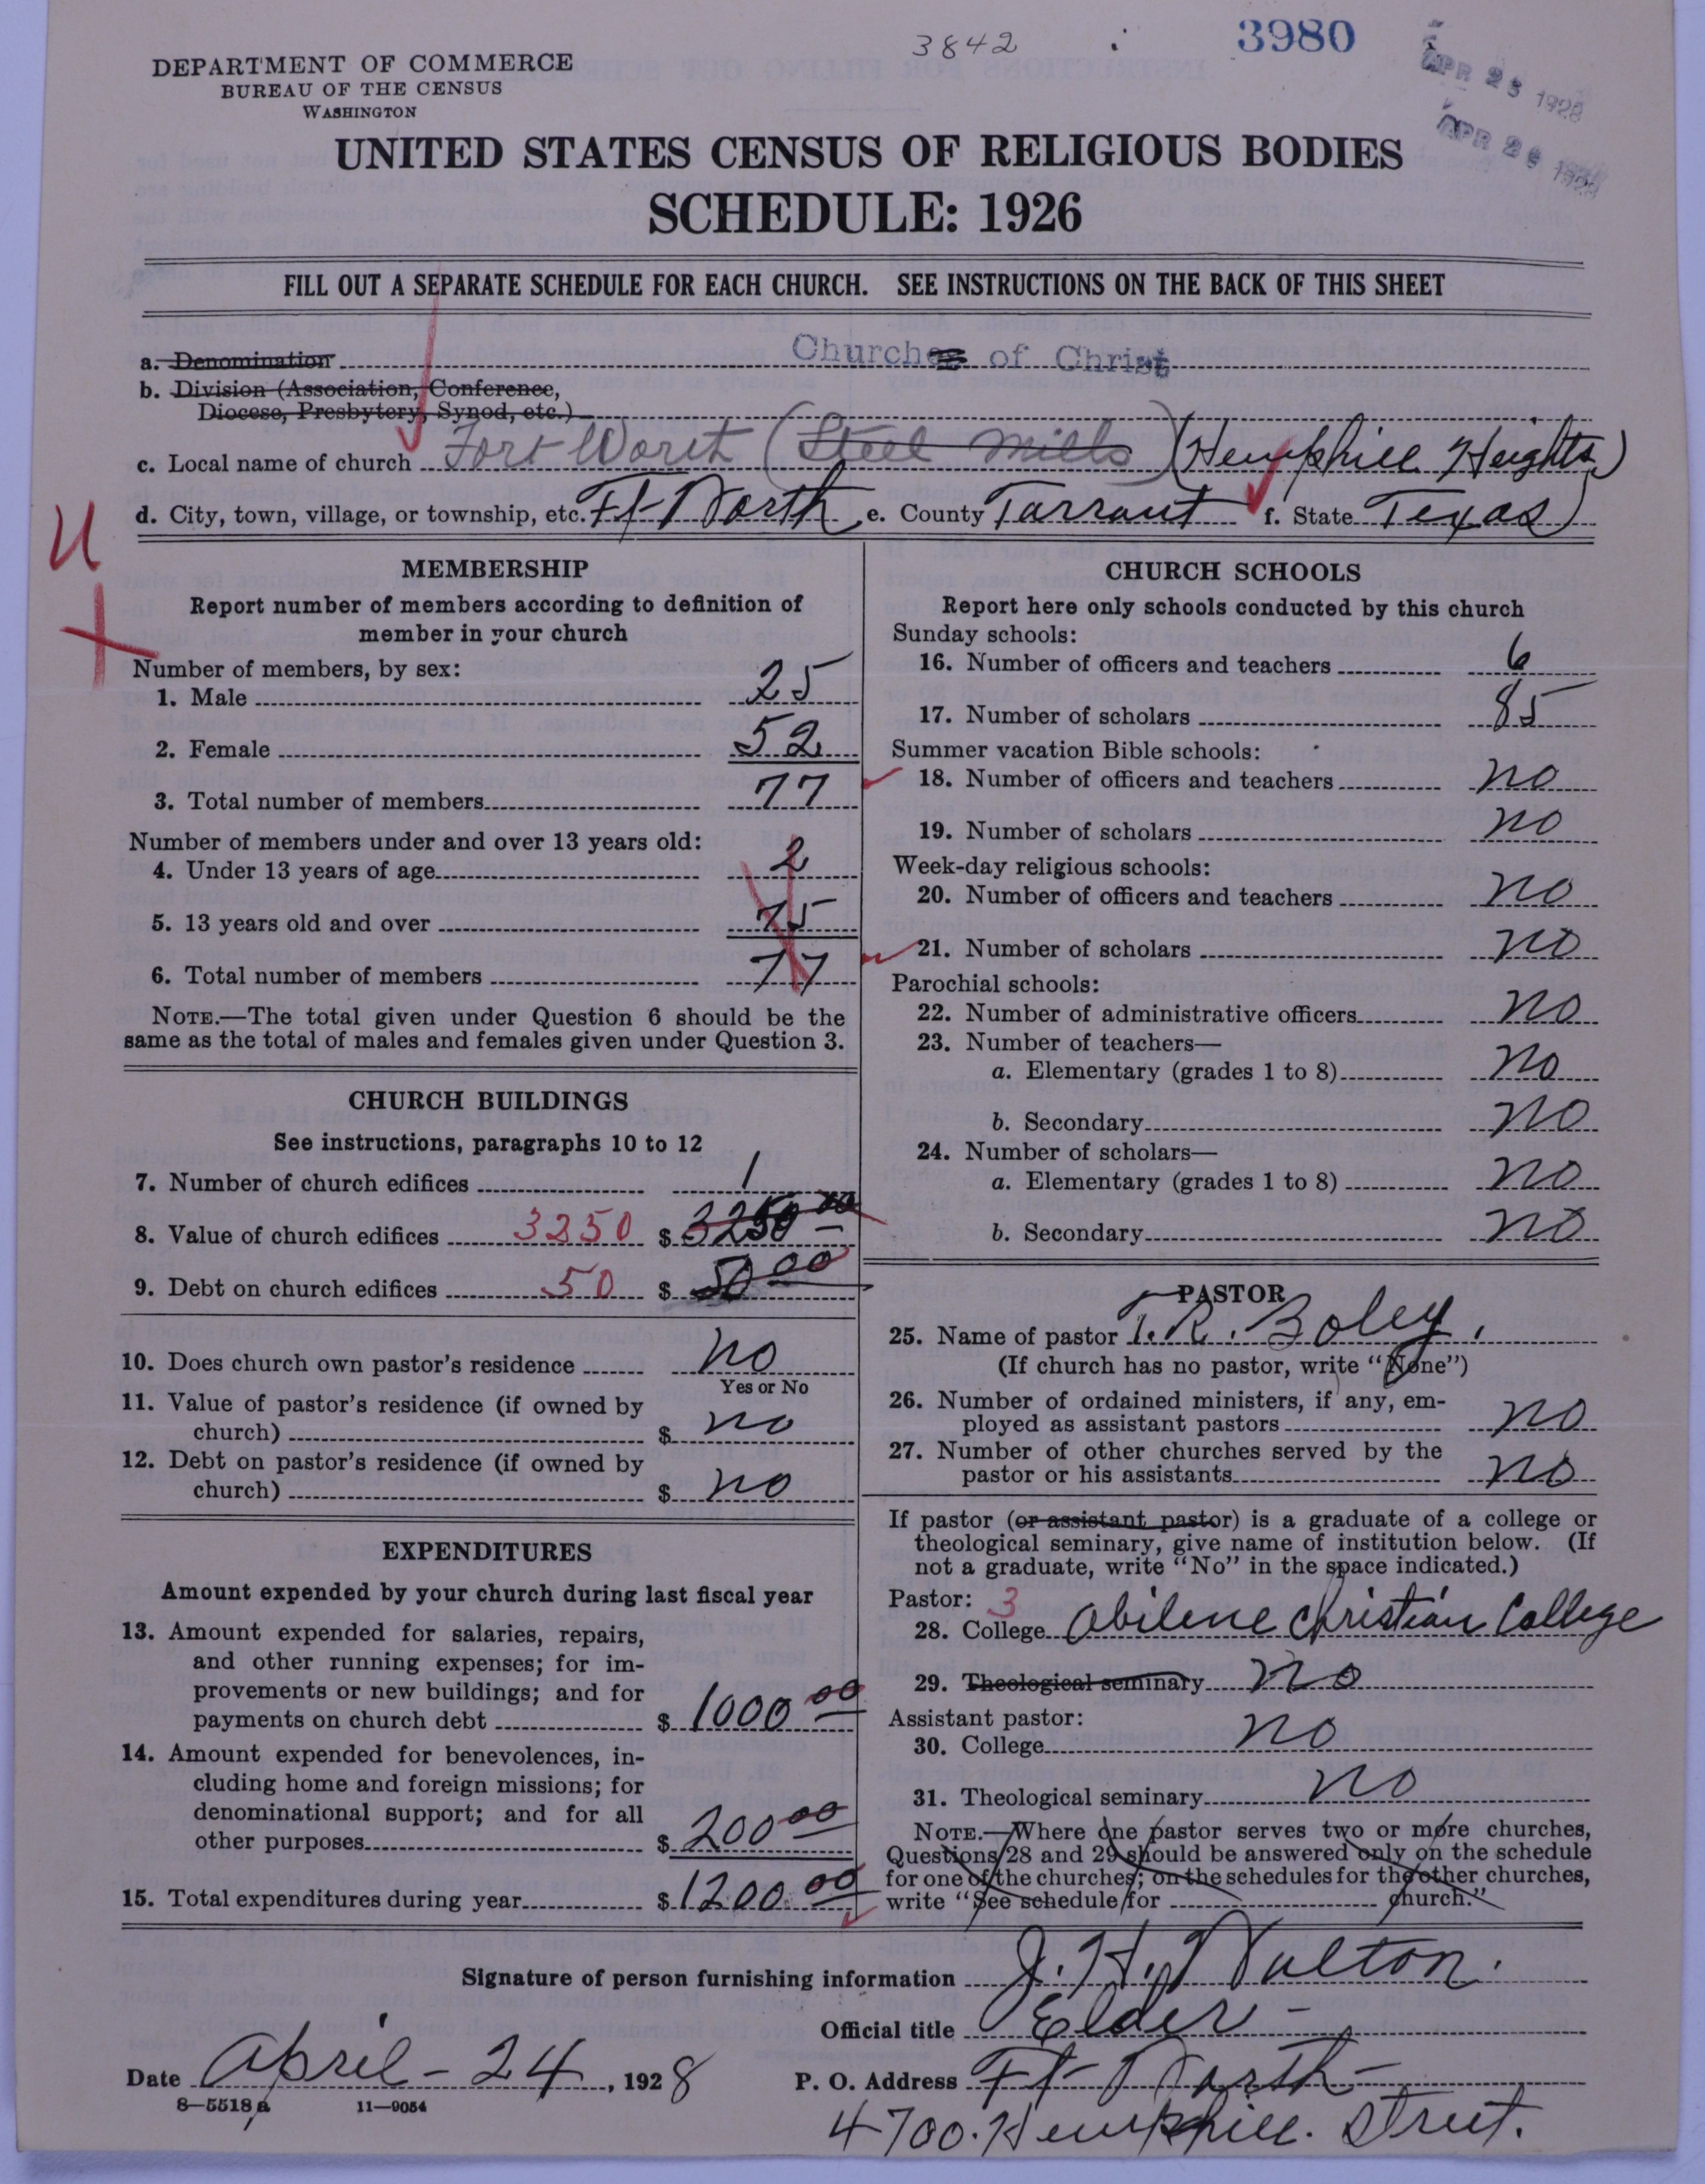 3842
3980
APR 25 1928
APR 26 1928
DEPARTMENT OF COMMERCE
BUREAU OF THE CENSUS
WASHINGTON
UNITED STATES CENSUS OF RELIGIOUS BODIES
SCHEDULE: 1926
FILL OUT A SEPARATE SCHEDULE FOR EACH CHURCH. SEE INSTRUCTIONS ON THE BACK OF THIS SHEET
a. Denomination Churches of Christ
b. Division (Association, Conference,
Diocese, Presbytery, Synod, etc.)
c. Local name of church Fort Worth (Steel Mills) (Hemphill Heights)
d. City, town, village, or township, etc. Ft Worth e. County Tarrant f. State Texas
MEMBERSHIP
Report number of members according to definition of
member in your church
Number of members, by sex:
1. Male 25
2. Female 52
3. Total number of members 77
Number of members under and over 13 years old:
4. Under 13 years of age 2
5. 13 years old and over 75
6. Total number of members 77
NOTE.—The total given under Question 6 should be the
same as the total of males and females given under Question 3.
CHURCH BUILDINGS
See instructions, paragraphs 10 to 12
7. Number of church edifices 1
8. Value of church edifices 3250 $ 3250 00
9. Debt on church edifices 50 $ 50 00
10. Does church own pastor's residence no
Yes or No
11. Value of pastor's residence (if owned by
church) $ no
12. Debt on pastor's residence (if owned by
church) $ no
EXPENDITURES
Amount expended by your church during last fiscal year
13. Amount expended for salaries, repairs,
and other running expenses; for im-
provements or new buildings; and for
payments on church debt $ 1000 00
14. Amount expended for benevolences, in-
cluding home and foreign missions; for
denominational support; and for all
other purposes $ 200 00
15. Total expenditures during year $ 1200 00
CHURCH SCHOOLS
Report here only schools conducted by this church
Sunday schools:
16. Number of officers and teachers 6
17. Number of scholars 85
Summer vacation Bible schools:
18. Number of officers and teachers no
19. Number of scholars no
Week-day religious schools:
20. Number of officers and teachers no
21. Number of scholars no
Parochial schools:
22. Number of administrative officers no
23. Number of teachers—
a. Elementary (grades 1 to 8) no
b. Secondary no
24. Number of scholars—
a. Elementary (grades 1 to 8) no
b. Secondary no
PASTOR
25. Name of pastor T. R. Boley,
(If church has no pastor, write "None")
26. Number of ordained ministers, if any, em-
ployed as assistant pastors no
27. Number of other churches served by the
pastor or his assistants no
If pastor (or assistant pastor) is a graduate of a college or
theological seminary, give name of institution below. (If
not a graduate, write "No" in the space indicated.)
Pastor: 3
28. College Abilene Christian College
29. Theological seminary no
Assistant pastor:
30. College no
31. Theological seminary no
NOTE.—Where one pastor serves two or more churches,
Questions 28 and 29 should be answered only on the schedule
for one of the churches; on the schedules for the other churches,
write "See schedule for church."
Signature of person furnishing information J. H. Walton.
Official title Elder
Date April - 24, 1928
P. O. Address Ft Worth
4700. Hemphill. Street.
8—5518a 11—9054